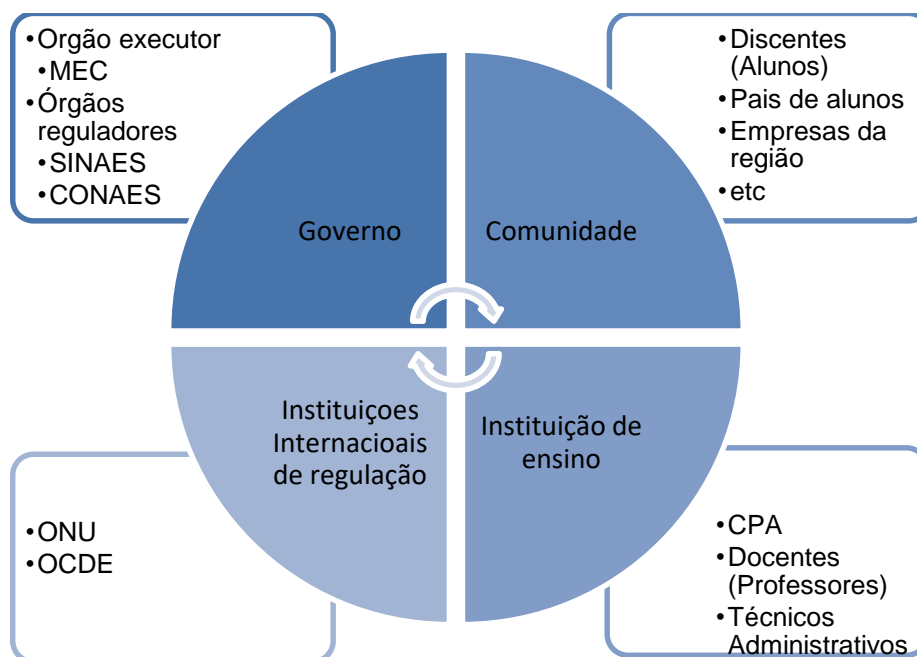 •Orgão executor
•MEC
•Órgãos
reguladores
•SINAES
•CONAES
Governo
•Discentes
(Alunos)
•Pais de alunos
•Empresas da
região
•etc
Comunidade
Instituiçoes
Internacioais
de regulação
•ONU
•OCDE
Instituição de
ensino
•CPA
•Docentes
(Professores)
•Técnicos
Administrativos